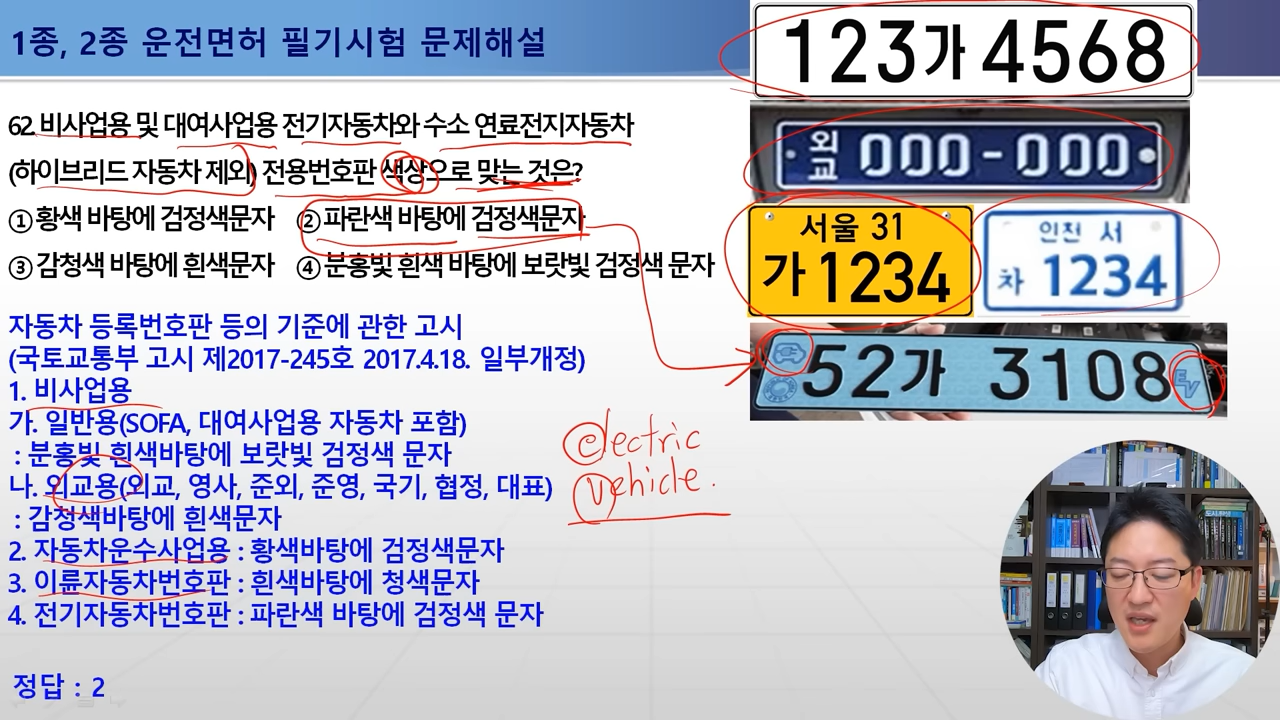 1종, 2종 운전면허 필기시험 문제해설
62. 비사업용 및 대여사업용 전기자동차와 수소 연료전지자동차
(하이브리드 자동차 제외) 전용번호판 색상으로 맞는 것은?
① 황색 바탕에 검정색문자 ② 파란색 바탕에 검정색문자
③ 감청색 바탕에 흰색문자 ④ 분홍빛 흰색 바탕에 보랏빛 검정색 문자
자동차 등록번호판 등의 기준에 관한 고시
(국토교통부 고시 제2017-245호 2017.4.18. 일부개정)
1. 비사업용
가. 일반용(SOFA, 대여사업용 자동차 포함)
: 분홍빛 흰색바탕에 보랏빛 검정색 문자
나. 외교용(외교, 영사, 준외, 준영, 국기, 협정, 대표)
: 감청색바탕에 흰색문자
2. 자동차운수사업용 : 황색바탕에 검정색문자
3. 이륜자동차번호판 : 흰색바탕에 청색문자
4. 전기자동차번호판 : 파란색 바탕에 검정색 문자
정답 : 2
123가 4568
외교 000-000
서울 31
가 1234
인천 서
차 1234
52가 3108 EV
electric
vehicle.